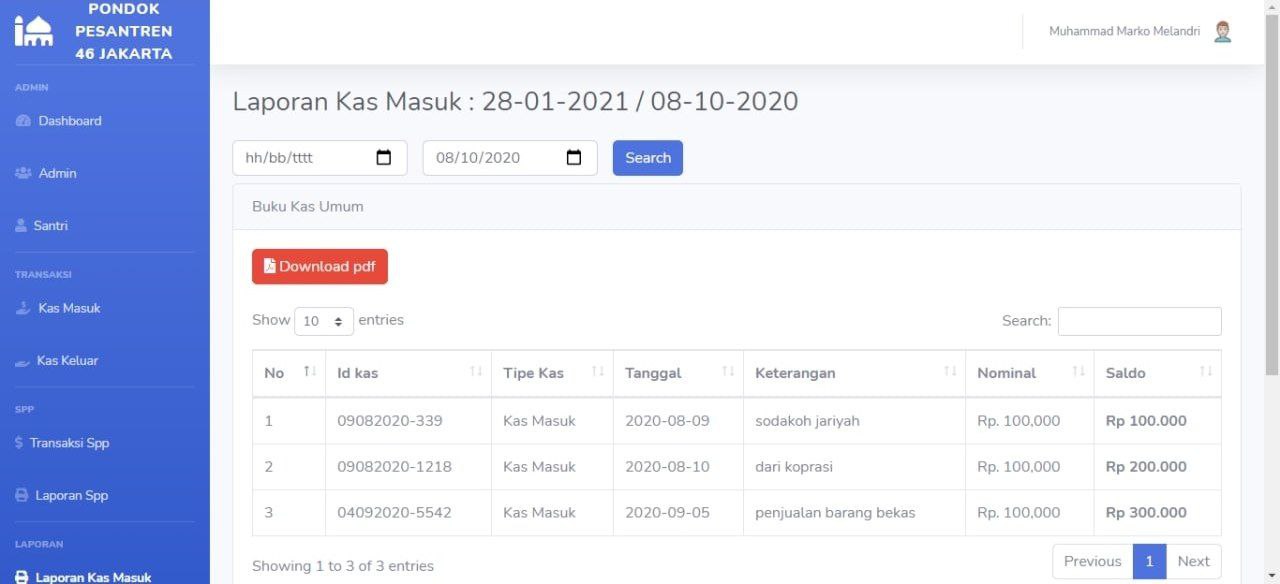 PONDOK
PESANTREN
46 JAKARTA
ADMIN
Dashboard
Admin
Santri
TRANSAKSI
Kas Masuk
Kas Keluar
SPP
$ Transaksi Spp
Laporan Spp
LAPORAN
Laporan Kas Masuk
Muhammad Marko Melandri
Laporan Kas Masuk : 28-01-2021 / 08-10-2020
hh/bb/tttt 08/10/2020 Search
Buku Kas Umum
Download pdf
Show 10 entries Search:
No Id kas Tipe Kas Tanggal Keterangan Nominal Saldo
1 09082020-339 Kas Masuk 2020-08-09 sodakoh jariyah Rp. 100,000 Rp 100.000
2 09082020-1218 Kas Masuk 2020-08-10 dari koprasi Rp. 100,000 Rp 200.000
3 04092020-5542 Kas Masuk 2020-09-05 penjualan barang bekas Rp. 100,000 Rp 300.000
Showing 1 to 3 of 3 entries Previous 1 Next